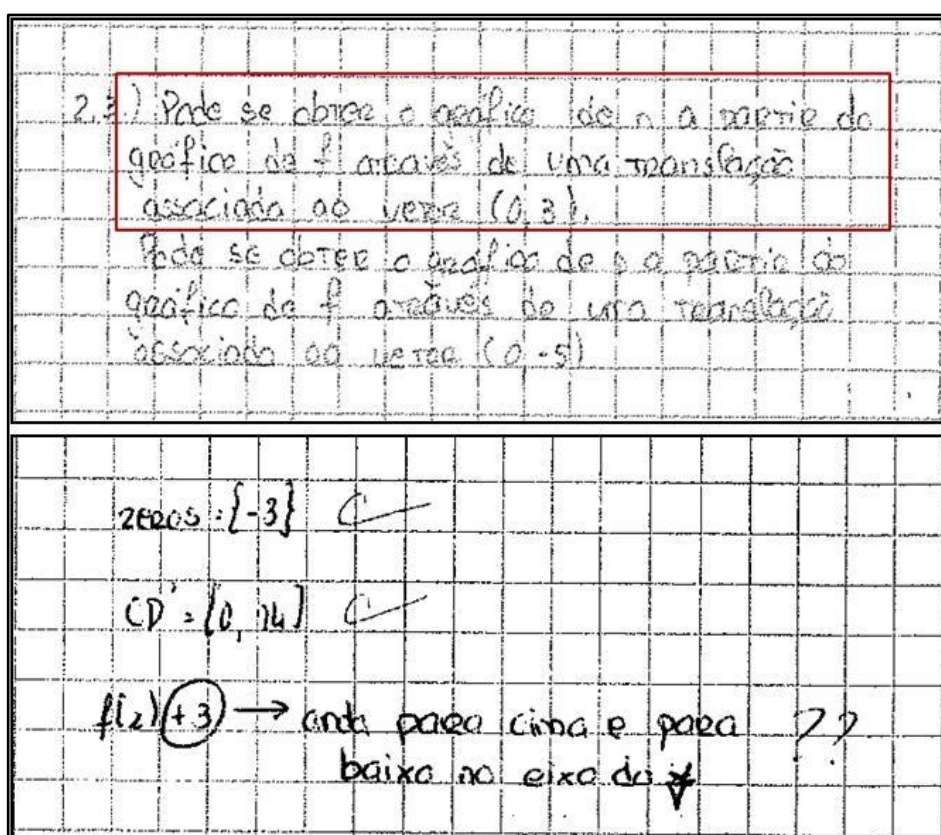 2.3.) Pode se obter o gráfico de n a partir do
gráfico de f através de uma translação
associada ao vetor (0,3).
Pode se obter o gráfico de a partir do
gráfico de f através de uma translação
associada ao vetor (0,-5)
zeros: {-3}
CD' = [0, 14]
f(2) + 3 → anda para cima e para ??
baixo no eixo do y